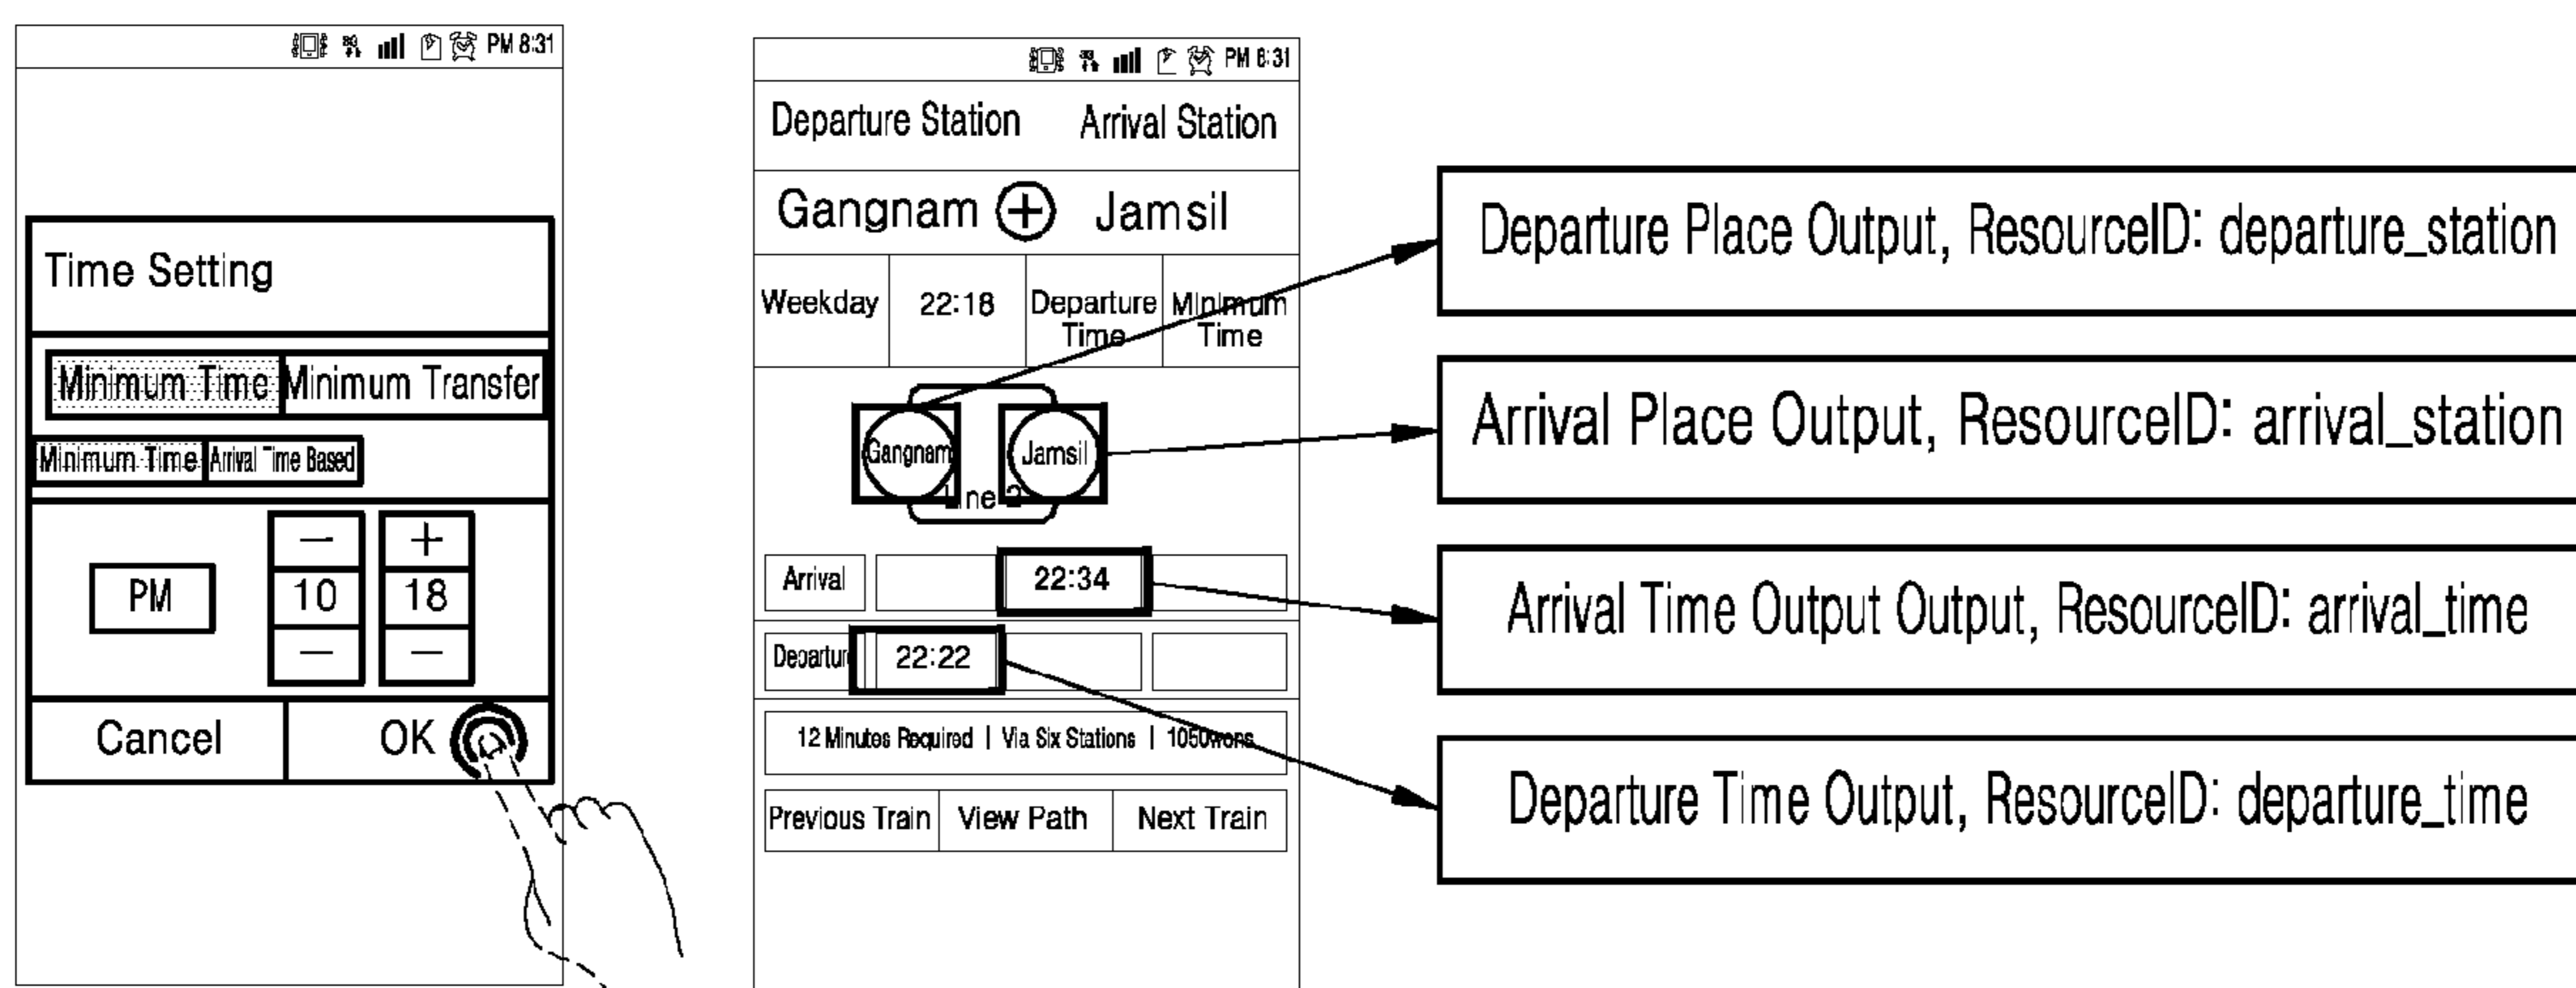 PM 8:31
Time Setting
Minimum Time Minimum Transfer
Minimum Time Arrival Time Based
— +
PM 10 18
— —
Cancel OK
PM 8:31
Departure Station Arrival Station
Gangnam + Jamsil
Weekday 22:18 Departure Time Minimum Time
Gangnam Jamsil
Arrival 22:34
22:22
12 Minutes Required | Via Six Stations | 1050wons
Previous Train View Path Next Train
Departure Place Output, ResourceID: departure_station
Arrival Place Output, ResourceID: arrival_station
Arrival Time Output Output, ResourceID: arrival_time
Departure Time Output, ResourceID: departure_time